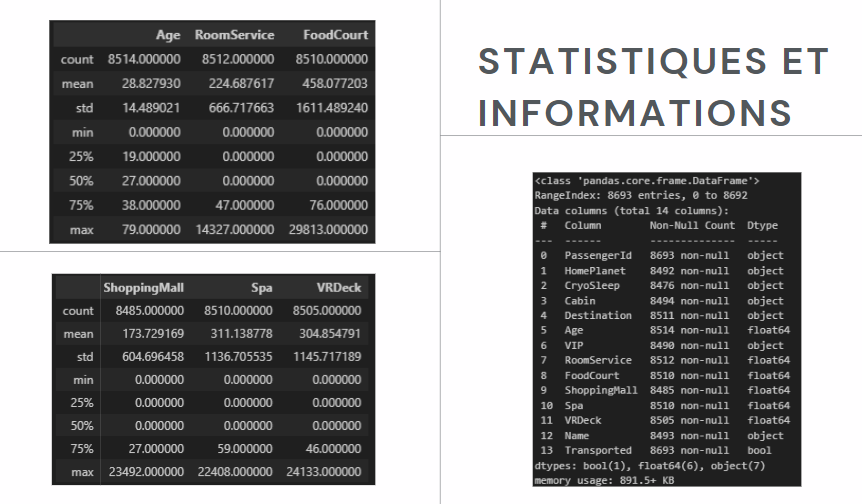 Age RoomService FoodCourt
count 8514.000000 8512.000000 8510.000000
mean 28.827930 224.687617 458.077203
std 14.489021 666.717663 1611.489240
min 0.000000 0.000000 0.000000
25% 19.000000 0.000000 0.000000
50% 27.000000 0.000000 0.000000
75% 38.000000 47.000000 76.000000
max 79.000000 14327.000000 29813.000000
ShoppingMall Spa VRDeck
count 8485.000000 8510.000000 8505.000000
mean 173.729169 311.138778 304.854791
std 604.696458 1136.705535 1145.717189
min 0.000000 0.000000 0.000000
25% 0.000000 0.000000 0.000000
50% 0.000000 0.000000 0.000000
75% 27.000000 59.000000 46.000000
max 23492.000000 22408.000000 24133.000000
STATISTIQUES ET
INFORMATIONS
<class 'pandas.core.frame.DataFrame'>
RangeIndex: 8693 entries, 0 to 8692
Data columns (total 14 columns):
# Column Non-Null Count Dtype
--- ------ -------------- -----
0 PassengerId 8693 non-null object
1 HomePlanet 8492 non-null object
2 CryoSleep 8476 non-null object
3 Cabin 8494 non-null object
4 Destination 8511 non-null object
5 Age 8514 non-null float64
6 VIP 8490 non-null object
7 RoomService 8512 non-null float64
8 FoodCourt 8510 non-null float64
9 ShoppingMall 8485 non-null float64
10 Spa 8510 non-null float64
11 VRDeck 8505 non-null float64
12 Name 8493 non-null object
13 Transported 8693 non-null bool
dtypes: bool(1), float64(6), object(7)
memory usage: 891.5+ KB